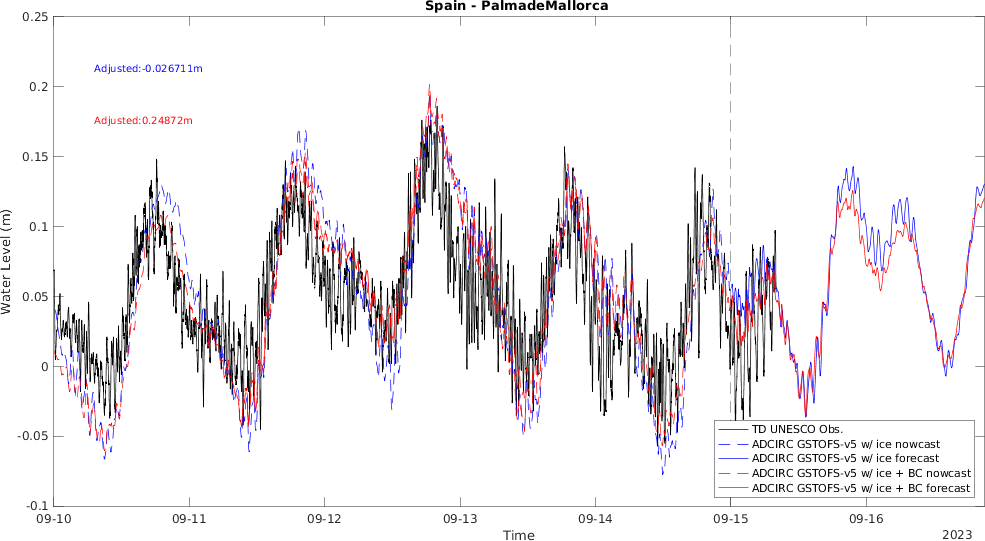 Spain - PalmadeMallorca
0.25
0.2
0.15
0.1
0.05
0
-0.05
-0.1
Water Level (m)
Adjusted:-0.026711m
Adjusted:0.24872m
TD UNESCO Obs.
ADCIRC GSTOFS-v5 w/ ice nowcast
ADCIRC GSTOFS-v5 w/ ice forecast
ADCIRC GSTOFS-v5 w/ ice + BC nowcast
ADCIRC GSTOFS-v5 w/ ice + BC forecast
09-10 09-11 09-12 09-13 09-14 09-15 09-16
Time
2023